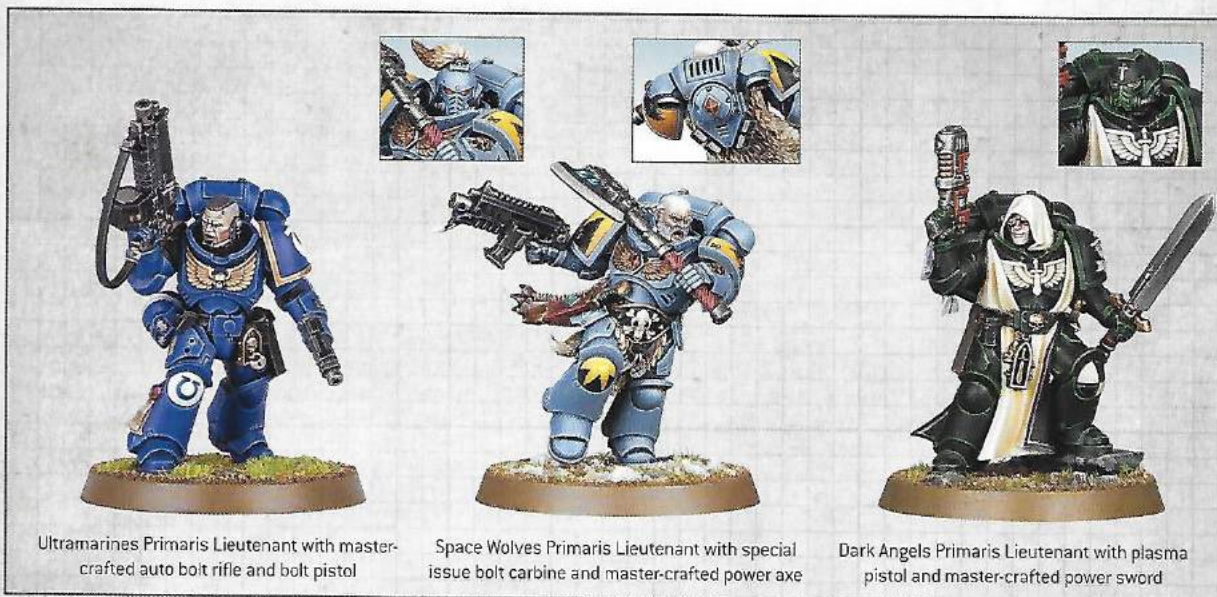 Ultramarines Primaris Lieutenant with master-
crafted auto bolt rifle and bolt pistol
Space Wolves Primaris Lieutenant with special
issue bolt carbine and master-crafted power axe
Dark Angels Primaris Lieutenant with plasma
pistol and master-crafted power sword